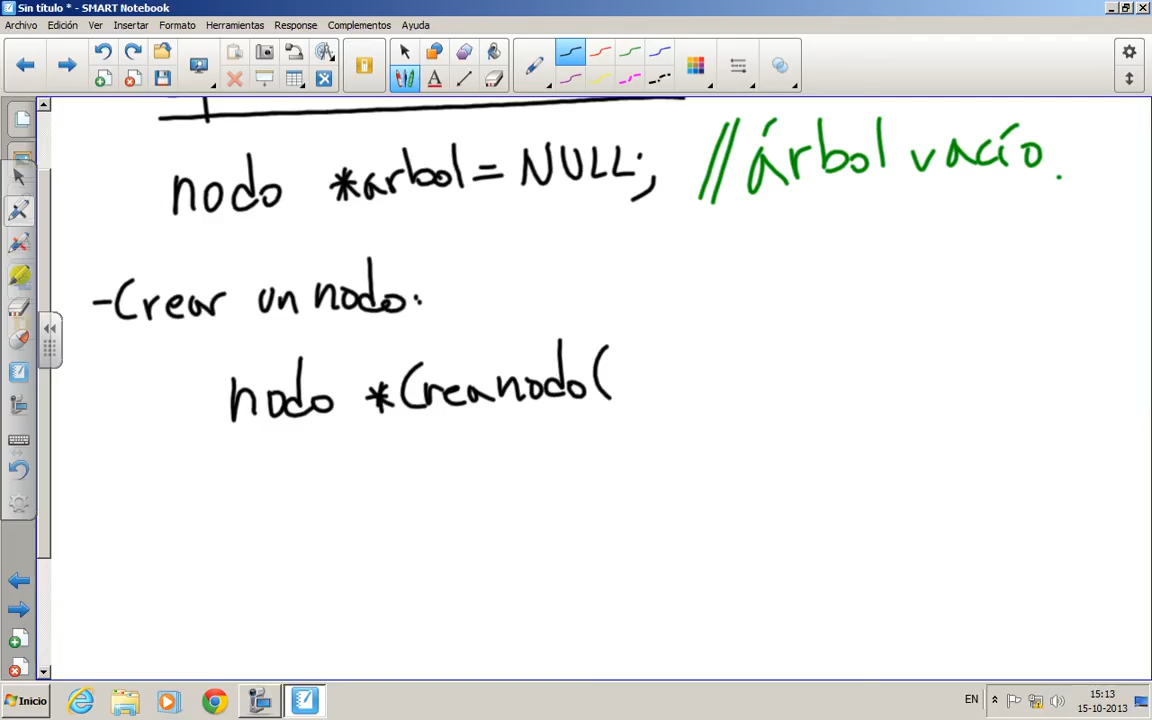 Sin título * - SMART Notebook
Archivo Edición Ver Insertar Formato Herramientas Response Complementos Ayuda
nodo *arbol = NULL; //árbol vacío.
-Crear un nodo:
nodo *Creanodo(
Inicio
EN
15:13
15-10-2013